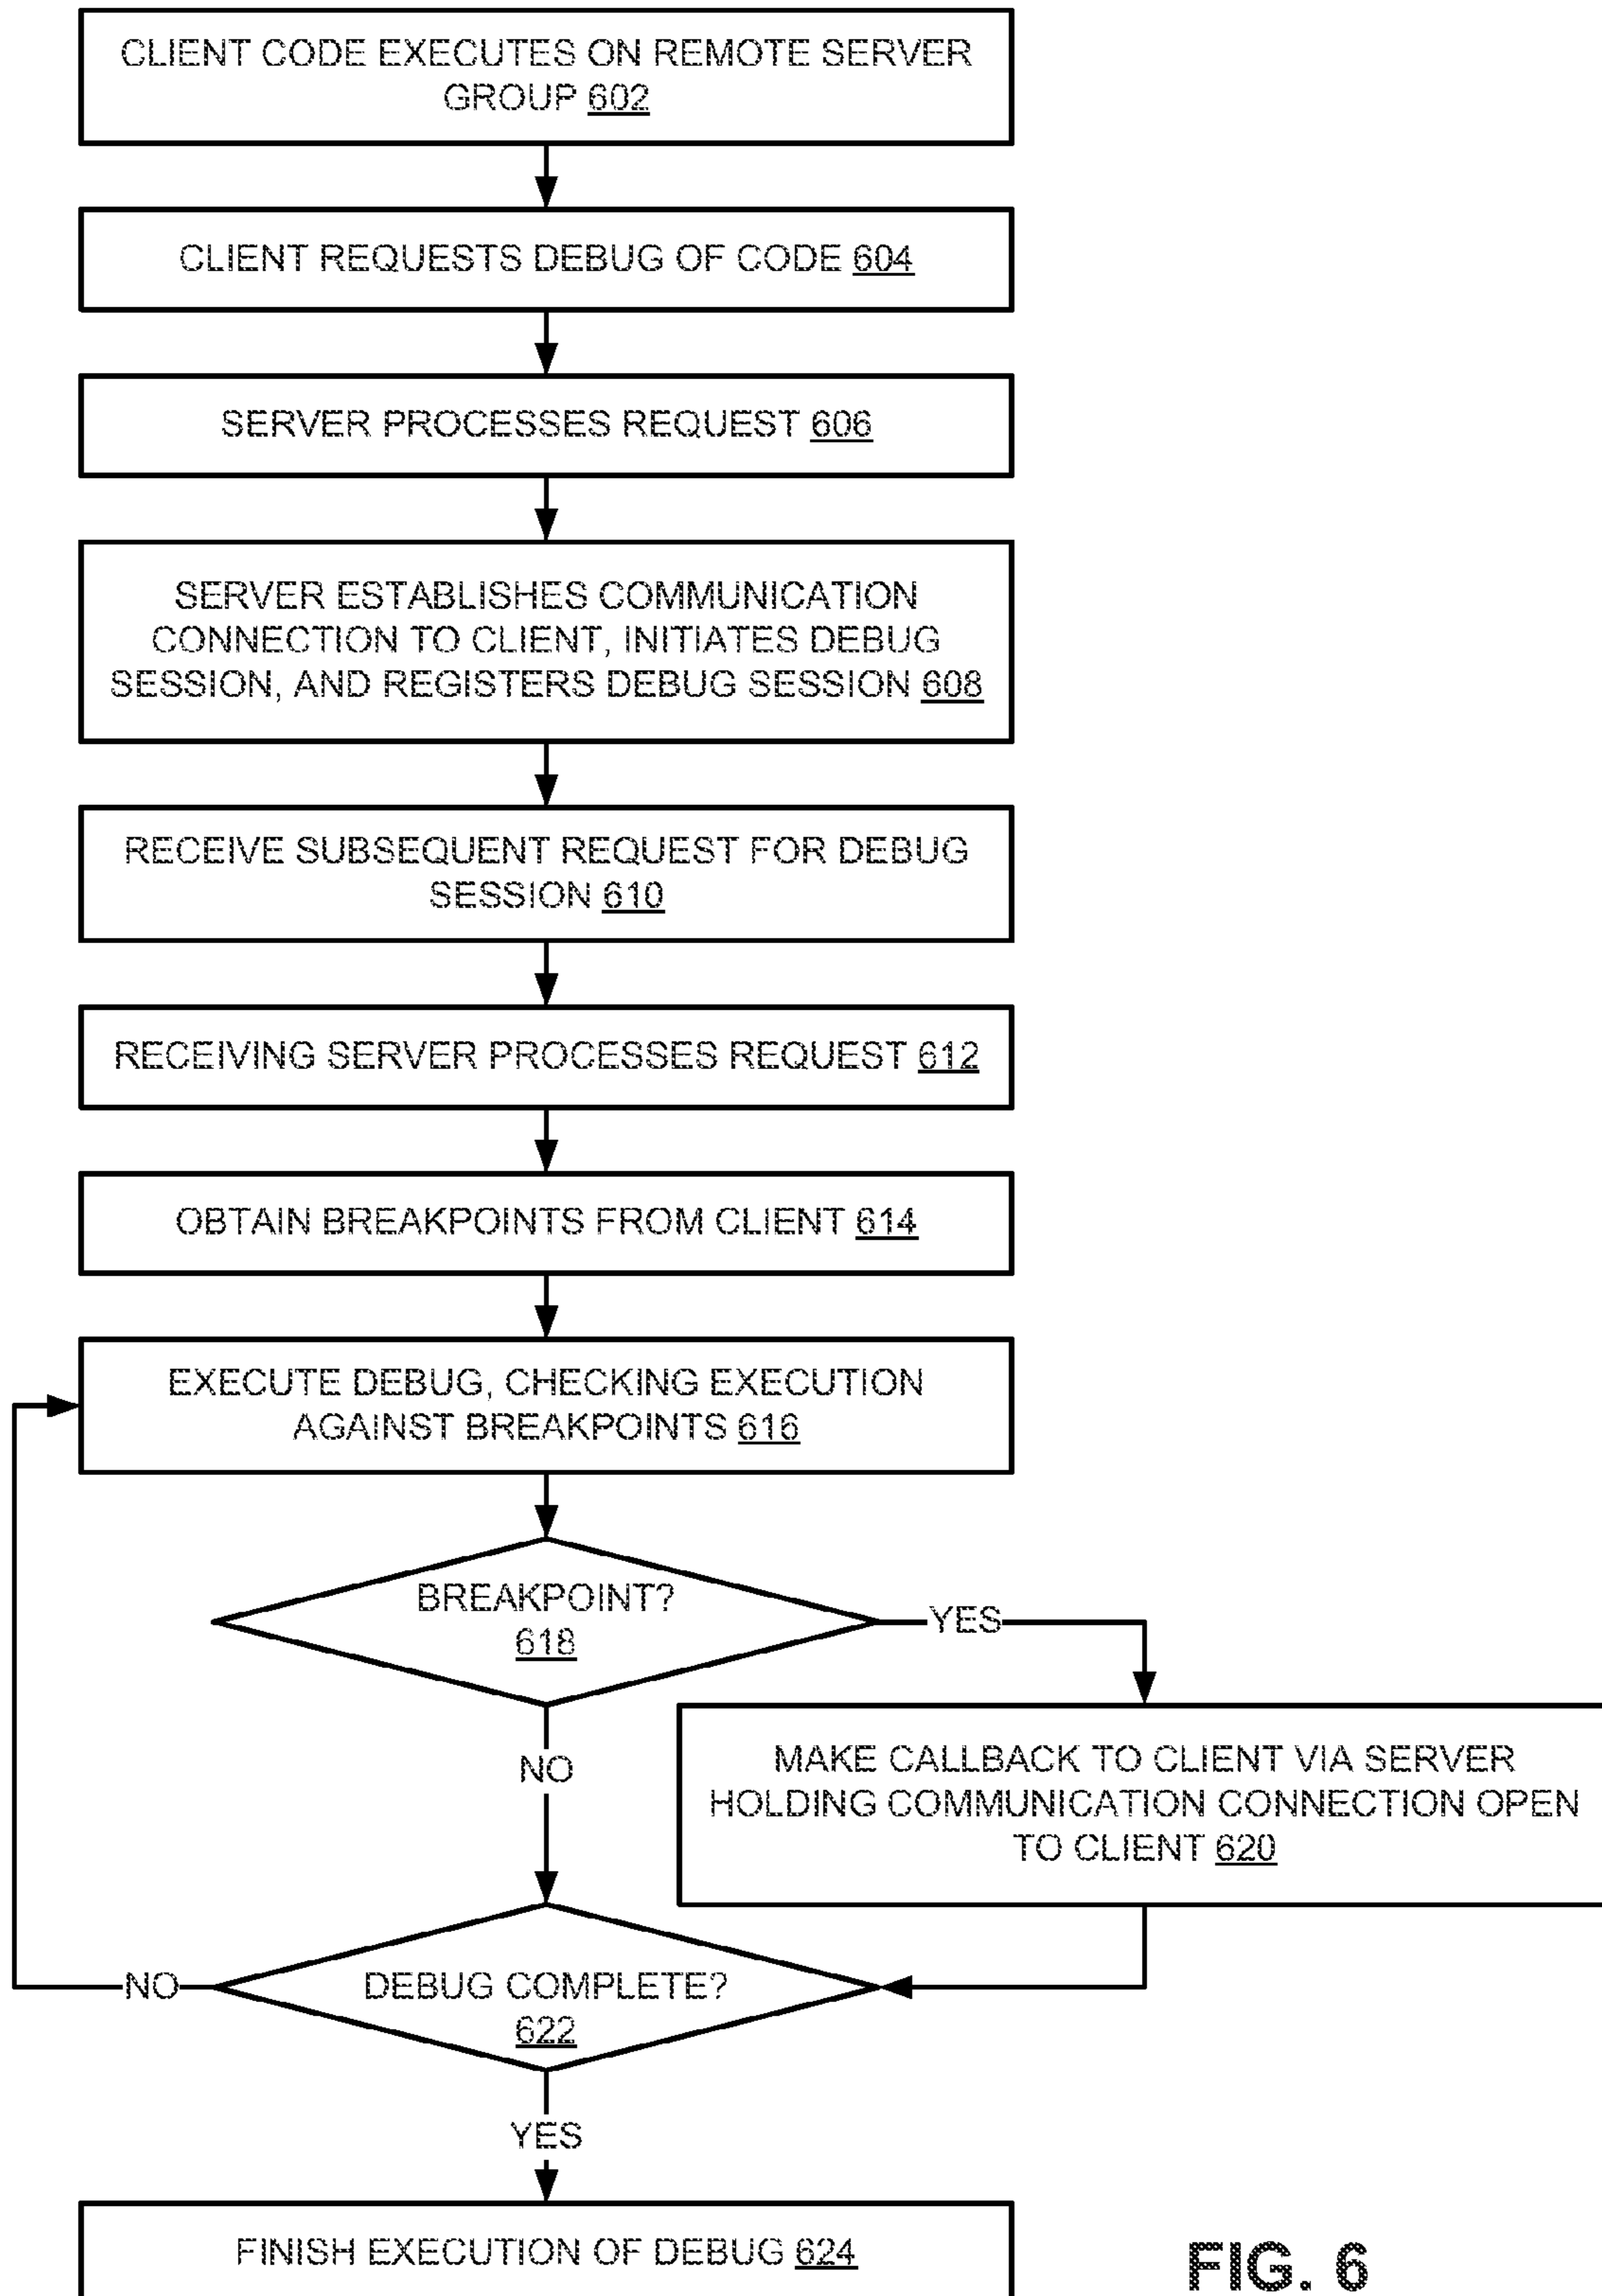 CLIENT CODE EXECUTES ON REMOTE SERVER
GROUP 602
CLIENT REQUESTS DEBUG OF CODE 604
SERVER PROCESSES REQUEST 606
SERVER ESTABLISHES COMMUNICATION
CONNECTION TO CLIENT, INITIATES DEBUG
SESSION, AND REGISTERS DEBUG SESSION 608
RECEIVE SUBSEQUENT REQUEST FOR DEBUG
SESSION 610
RECEIVING SERVER PROCESSES REQUEST 612
OBTAIN BREAKPOINTS FROM CLIENT 614
EXECUTE DEBUG, CHECKING EXECUTION
AGAINST BREAKPOINTS 616
BREAKPOINT?
618
YES
NO
MAKE CALLBACK TO CLIENT VIA SERVER
HOLDING COMMUNICATION CONNECTION OPEN
TO CLIENT 620
NO
DEBUG COMPLETE?
622
YES
FINISH EXECUTION OF DEBUG 624
FIG. 6